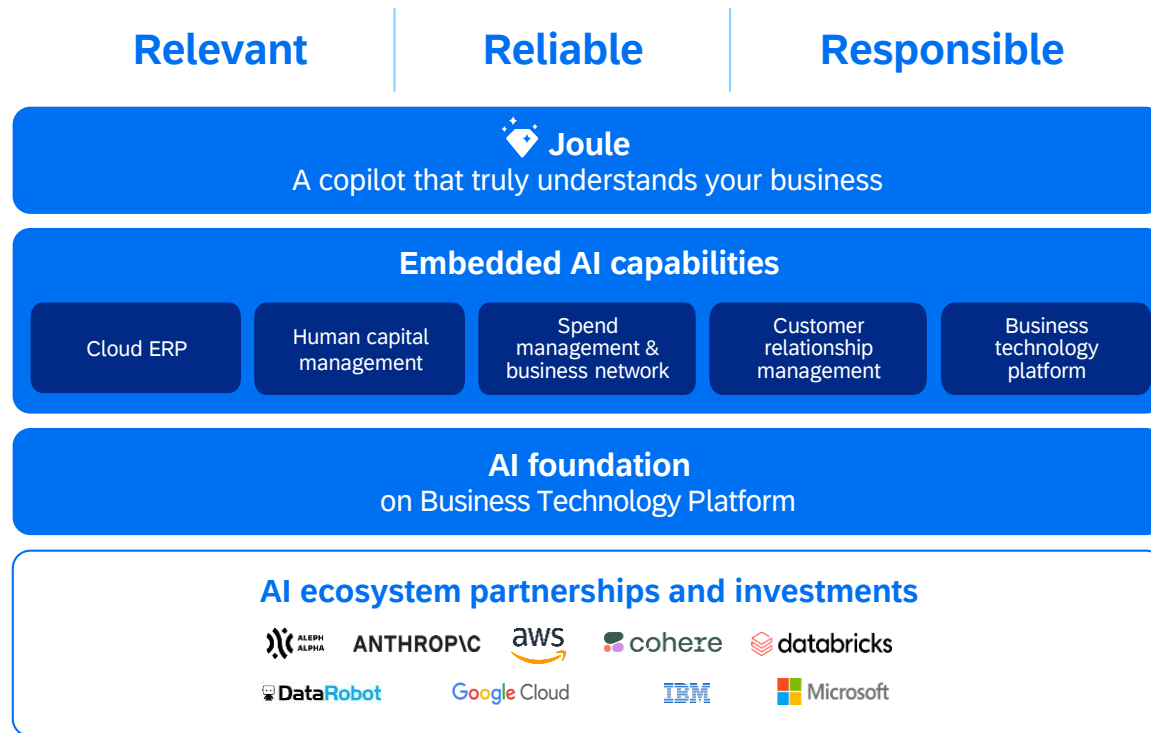 Relevant
Reliable
Responsible
Joule
A copilot that truly understands your business
Embedded AI capabilities
Cloud ERP
Human capital
management
Spend
management &
business network
Customer
relationship
management
Business
technology
platform
AI foundation
on Business Technology Platform
AI ecosystem partnerships and investments
ALEPH
ALPHA
ANTHROP\C
aws
cohere
databricks
DataRobot
Google Cloud
IBM
Microsoft